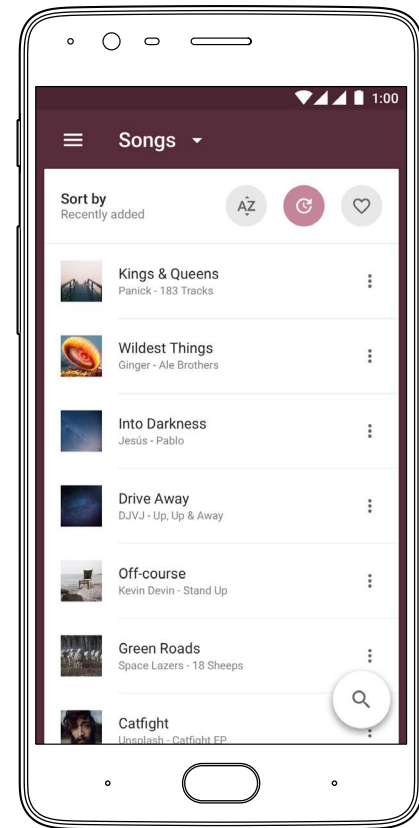 1:00
Songs
Sort by
Recently added
AZ
Kings & Queens
Panick - 183 Tracks
Wildest Things
Ginger - Ale Brothers
Into Darkness
Jesús - Pablo
Drive Away
DJVJ - Up, Up & Away
Off-course
Kevin Devin - Stand Up
Green Roads
Space Lazers - 18 Sheeps
Catfight
Unsplash - Catfight EP